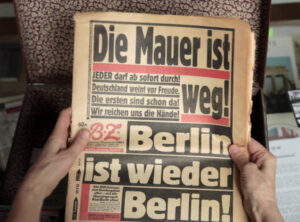 Die Mauer ist
JEDER darf ab sofort durch!
Deutschland weint vor Freude.
Die ersten sind schon da!
Wir reichen uns die Hände!
weg!
BZ
Berlin
ist wieder
Berlin!